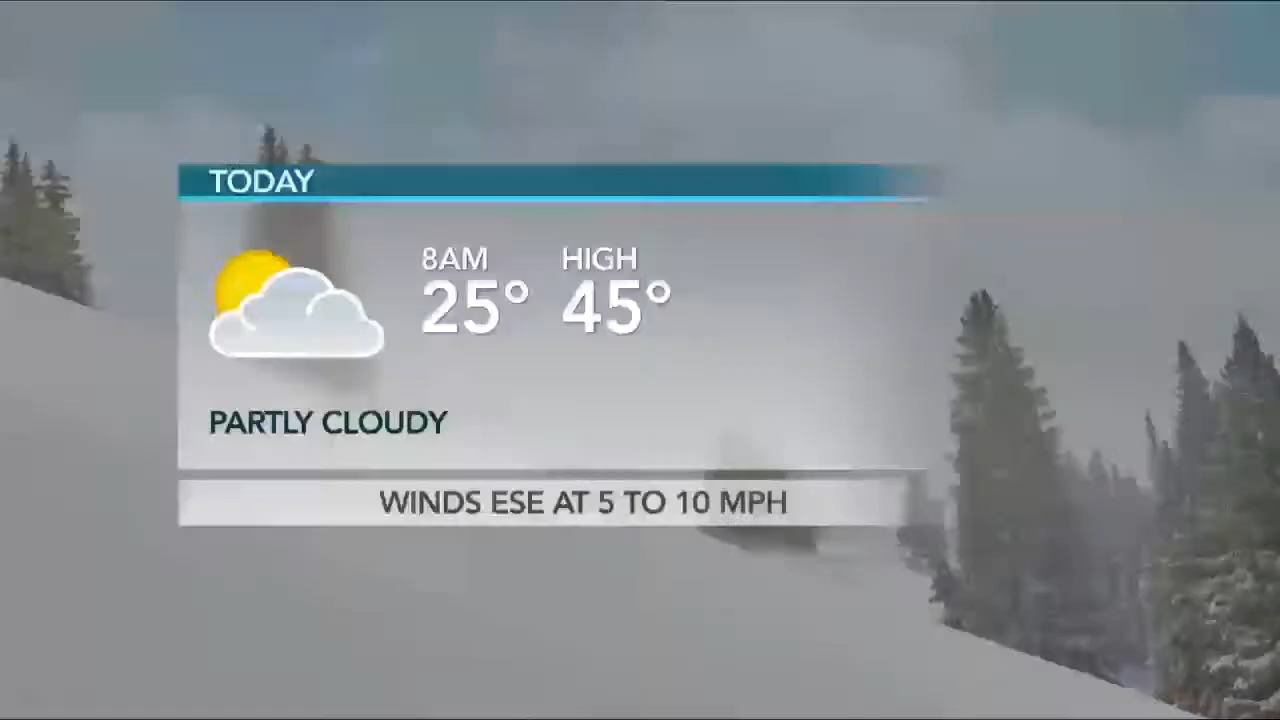 TODAY
8AM HIGH
25° 45°
PARTLY CLOUDY
WINDS ESE AT 5 TO 10 MPH